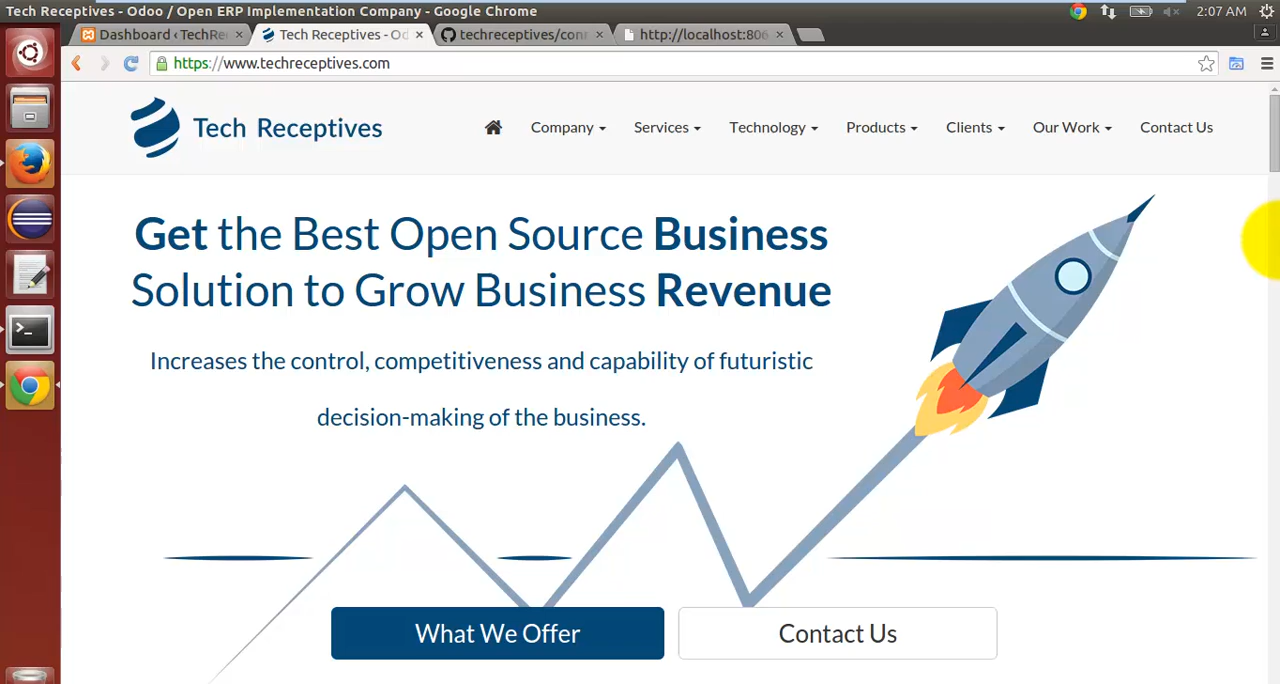 Tech Receptives - Odoo / Open ERP Implementation Company - Google Chrome
2:07 AM
Dashboard ‹ TechRe
Tech Receptives - Od
techreceptives/conn
http://localhost:806
https://www.techreceptives.com
Tech Receptives
Company
Services
Technology
Products
Clients
Our Work
Contact Us
Get the Best Open Source Business
Solution to Grow Business Revenue
Increases the control, competitiveness and capability of futuristic
decision-making of the business.
What We Offer
Contact Us